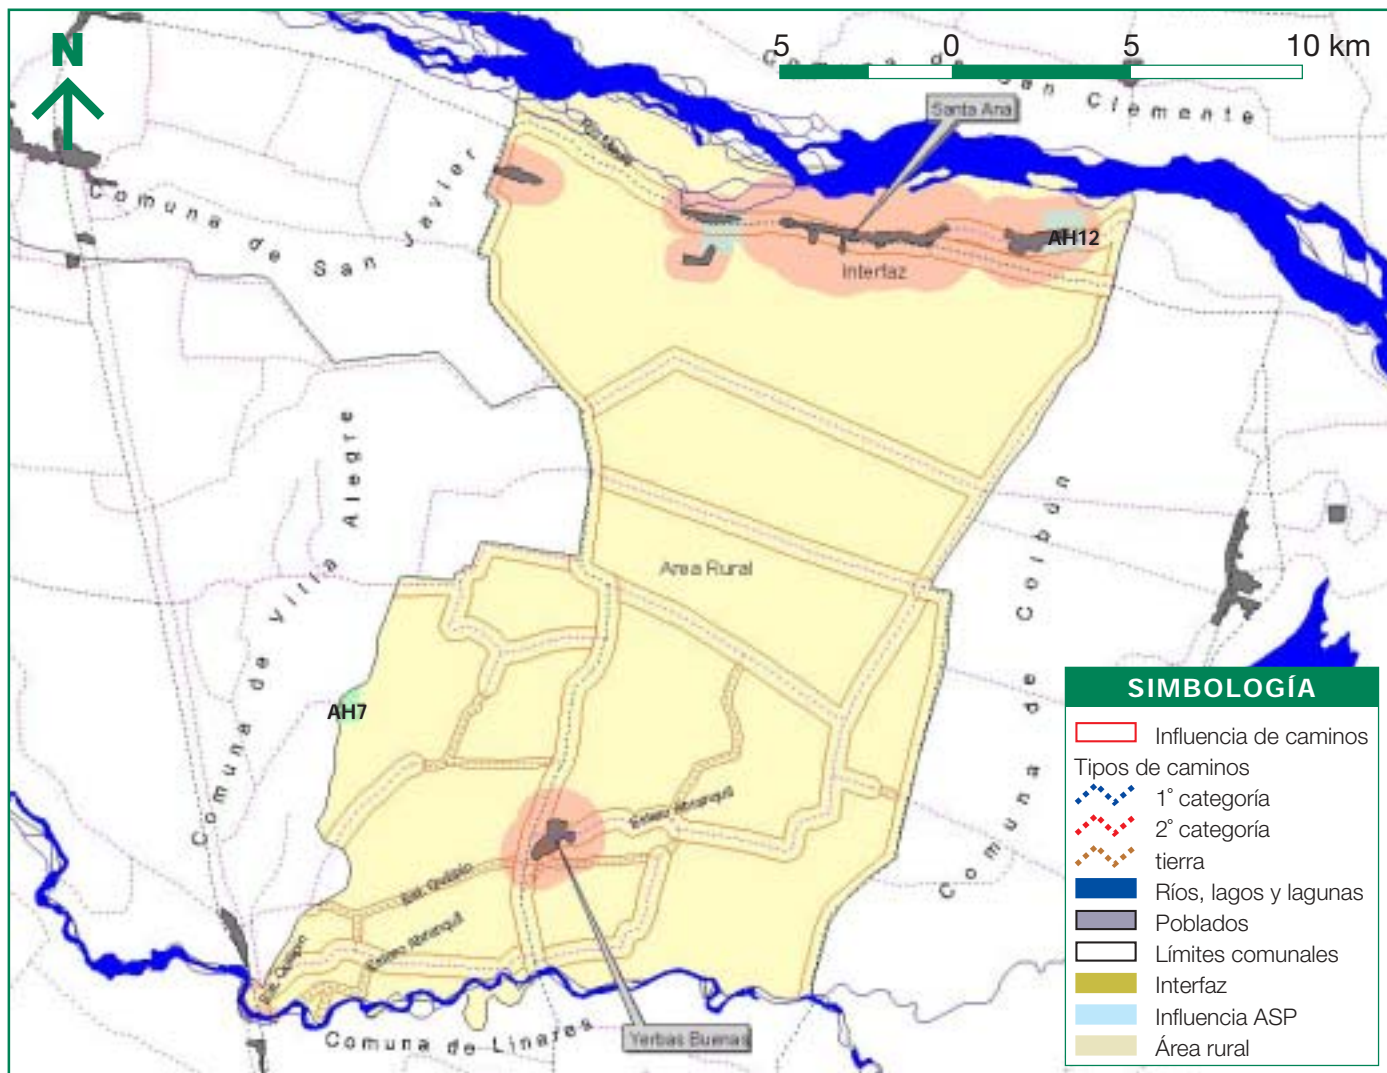 N
5 0 5 10 km
Comuna de San Clemente
Santa Ana
Comuna de San Javier
AH12
Interfaz
Comuna de Villa Alegre
Area Rural
Comuna de Colbún
AH7
Estero Abranquil
Est. Quiipin
Estero Abranquil
Est. Quiipin
Comuna de Linares
Yerbas Buenas
SIMBOLOGÍA
Influencia de caminos
Tipos de caminos
1° categoría
2° categoría
tierra
Ríos, lagos y lagunas
Poblados
Límites comunales
Interfaz
Influencia ASP
Área rural